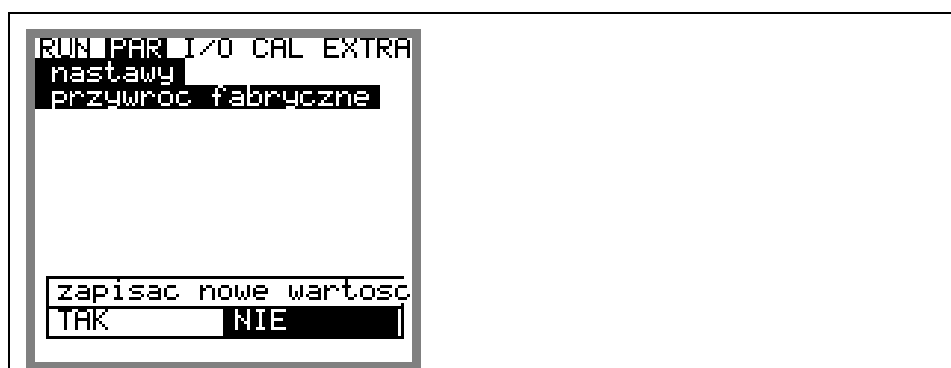 RUN PAR I/O CAL EXTRA
nastawy
przywroc fabryczne
zapisac nowe wartosc
TAK NIE